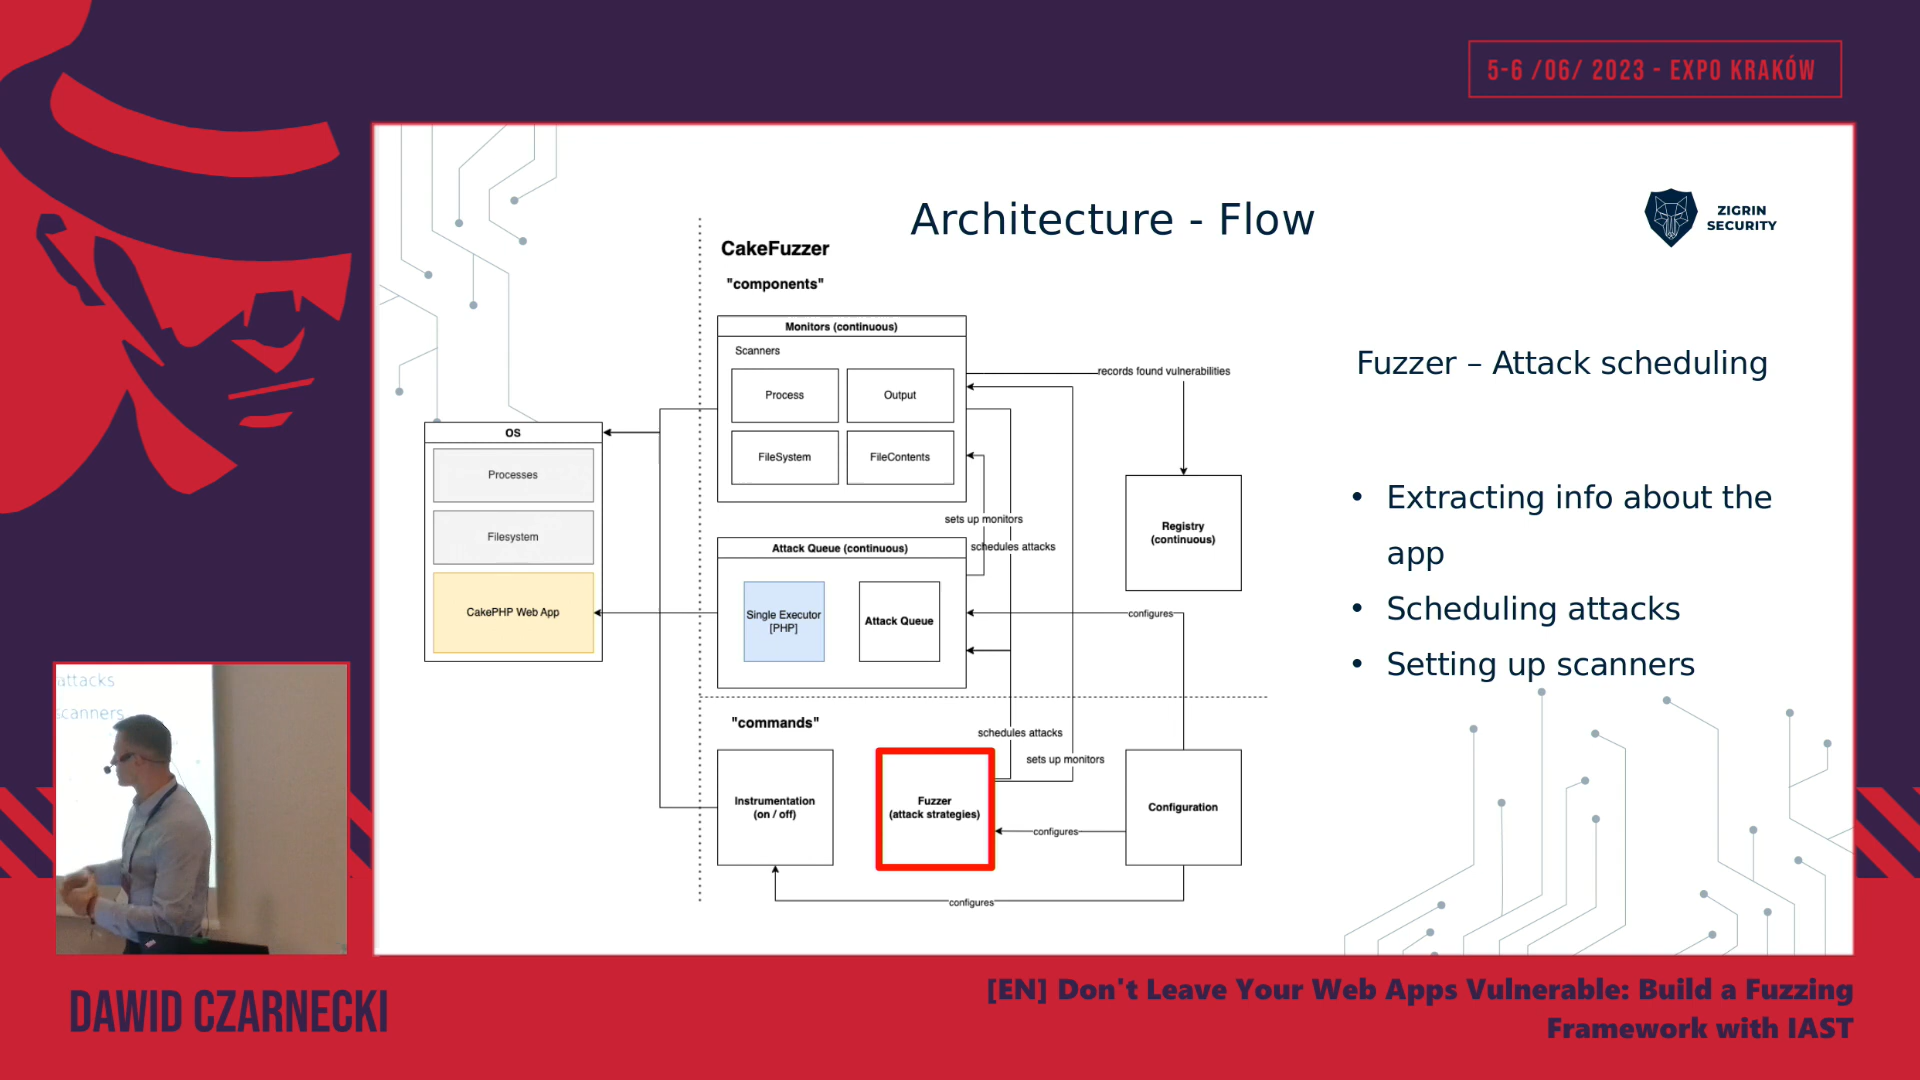 5-6 /06/ 2023 - EXPO KRAKÓW
Architecture - Flow
ZIGRIN
SECURITY
CakeFuzzer
"components"
Monitors (continuous)
Scanners
Process
Output
FileSystem
FileContents
records found vulnerabilities
OS
Processes
Filesystem
CakePHP Web App
sets up monitors
schedules attacks
Attack Queue (continuous)
Single Executor
[PHP]
Attack Queue
Registry
(continuous)
configures
"commands"
schedules attacks
sets up monitors
Instrumentation
(on / off)
Fuzzer
(attack strategies)
configures
Configuration
configures
Fuzzer – Attack scheduling
• Extracting info about the
app
• Scheduling attacks
• Setting up scanners
attacks
scanners
DAWID CZARNECKI
[EN] Don't Leave Your Web Apps Vulnerable: Build a Fuzzing
Framework with IAST